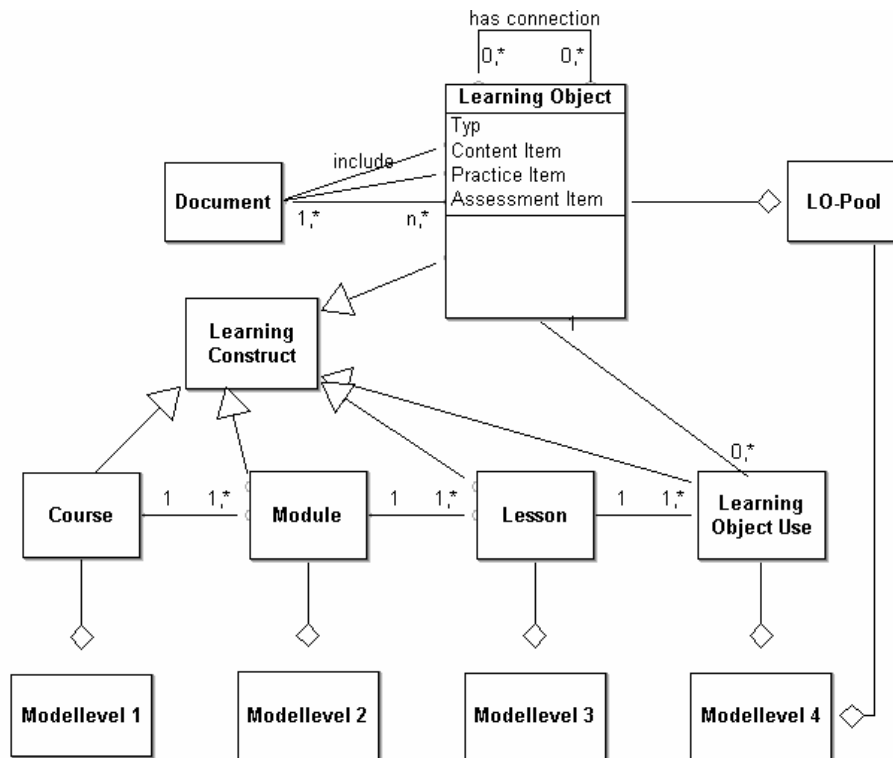 has connection
0,*
0,*
Learning Object
Typ
Content Item
Practice Item
Assessment Item
include
Document
1,*
n,*
LO-Pool
Learning
Construct
1
0,*
Course
1
1,*
Module
1
1,*
Lesson
1
1,*
Learning
Object Use
Modellevel 1
Modellevel 2
Modellevel 3
Modellevel 4